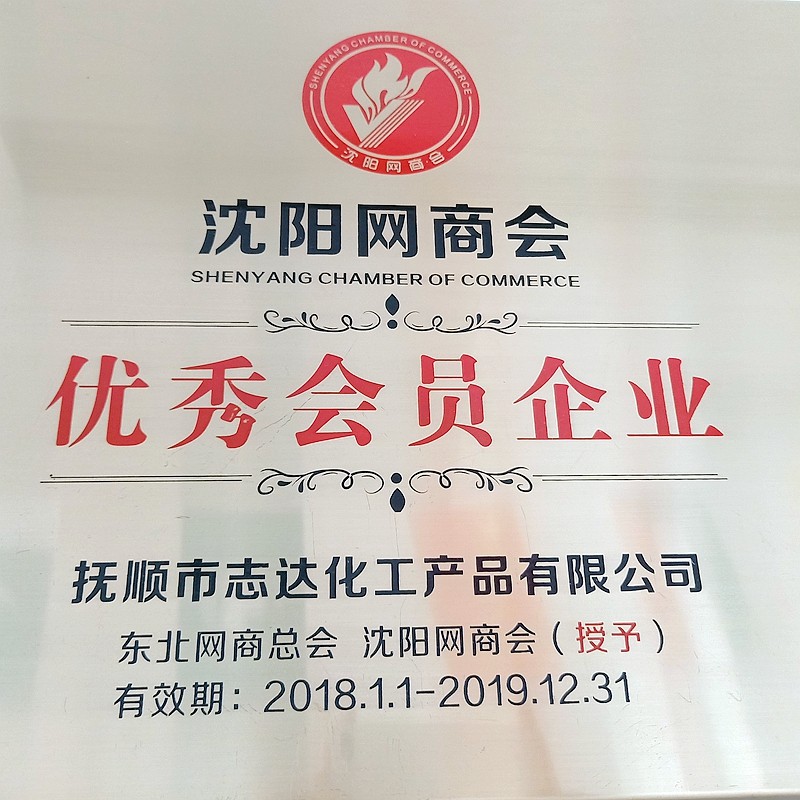 SHENYANG CHAMBER OF COMMERCE
沈阳网商会
沈阳网商会
SHENYANG CHAMBER OF COMMERCE
优秀会员企业
抚顺市志达化工产品有限公司
东北网商总会 沈阳网商会（授予）
有效期：2018.1.1-2019.12.31